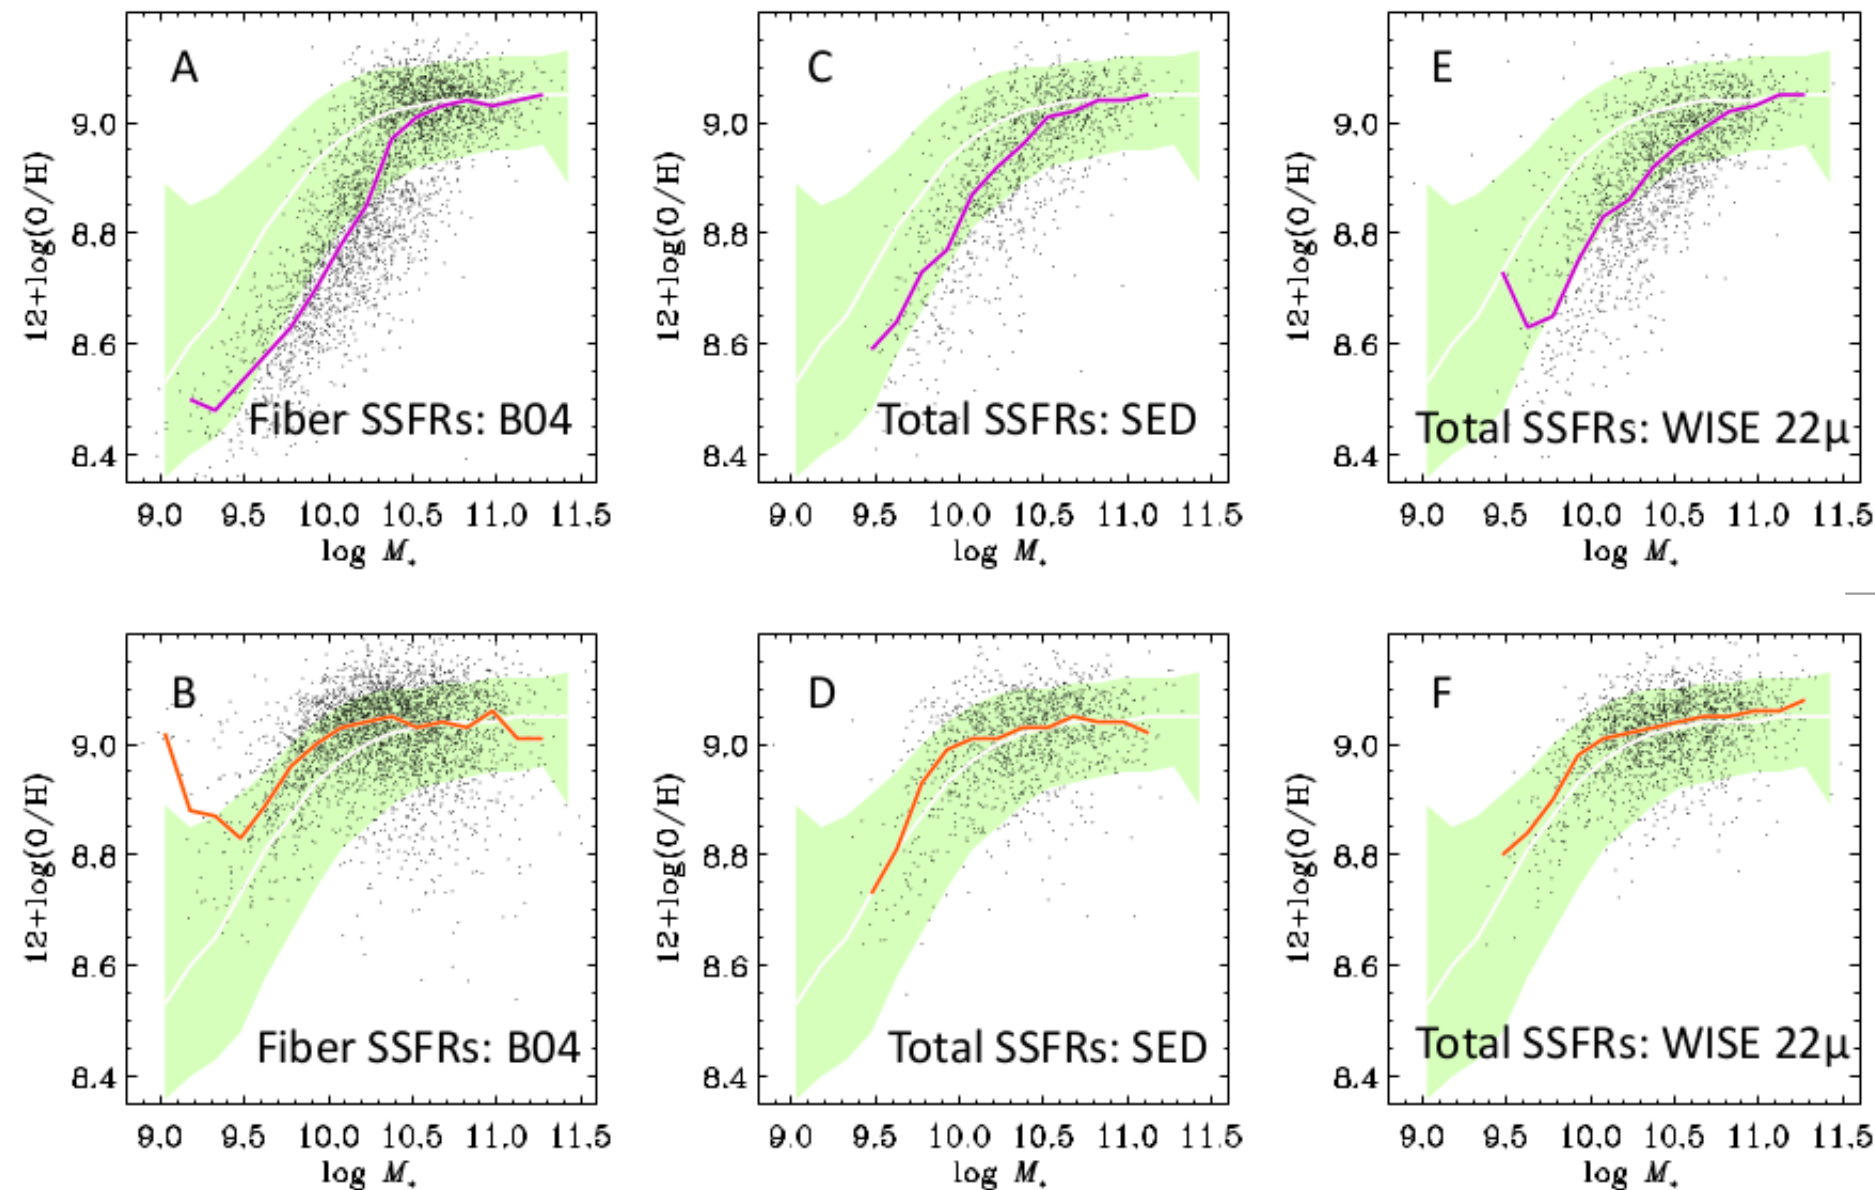 A
C
E
9.0
8.8
8.6
8.4
12+log(O/H)
Fiber SSFRs: B04
9.0 9.5 10.0 10.5 11.0 11.5
log M*
9.0
8.8
8.6
8.4
12+log(O/H)
Total SSFRs: SED
9.0 9.5 10.0 10.5 11.0 11.5
log M*
9.0
8.8
8.6
8.4
12+log(O/H)
Total SSFRs: WISE 22μ
9.0 9.5 10.0 10.5 11.0 11.5
log M*
B
D
F
9.0
8.8
8.6
8.4
12+log(O/H)
Fiber SSFRs: B04
9.0 9.5 10.0 10.5 11.0 11.5
log M*
9.0
8.8
8.6
8.4
12+log(O/H)
Total SSFRs: SED
9.0 9.5 10.0 10.5 11.0 11.5
log M*
9.0
8.8
8.6
8.4
12+log(O/H)
Total SSFRs: WISE 22μ
9.0 9.5 10.0 10.5 11.0 11.5
log M*